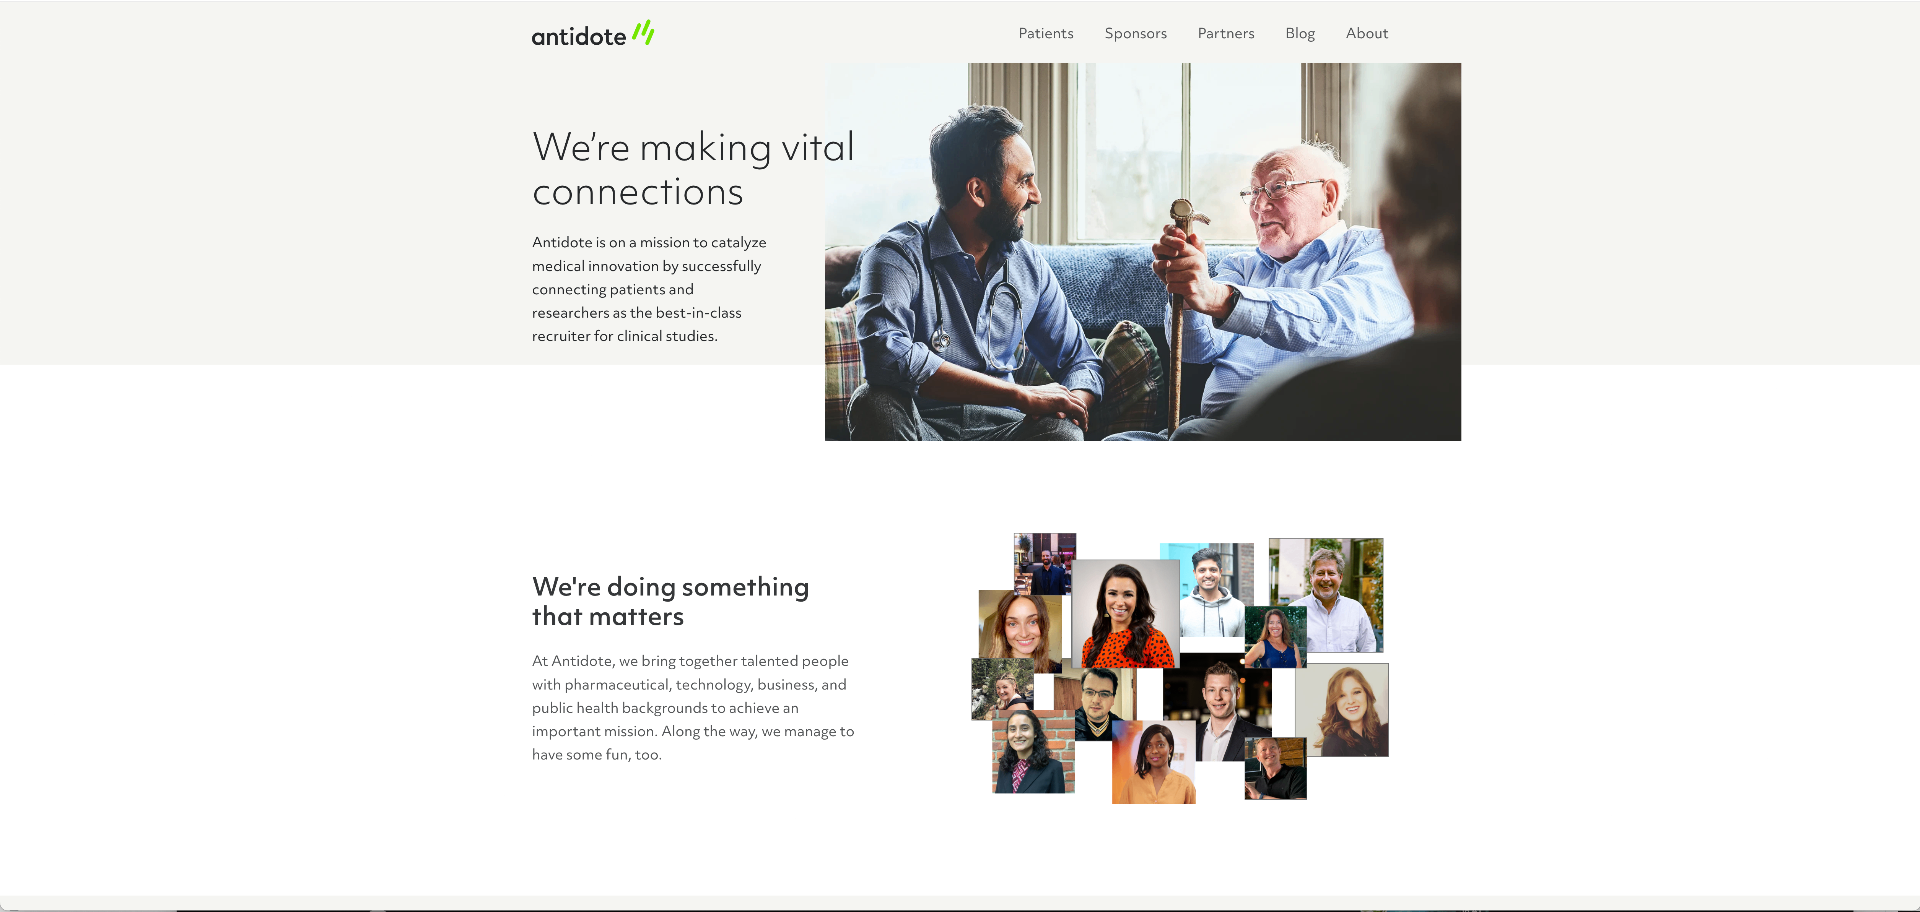 antidote
Patients Sponsors Partners Blog About
We’re making vital
connections
Antidote is on a mission to catalyze
medical innovation by successfully
connecting patients and
researchers as the best-in-class
recruiter for clinical studies.
We're doing something
that matters
At Antidote, we bring together talented people
with pharmaceutical, technology, business, and
public health backgrounds to achieve an
important mission. Along the way, we manage to
have some fun, too.